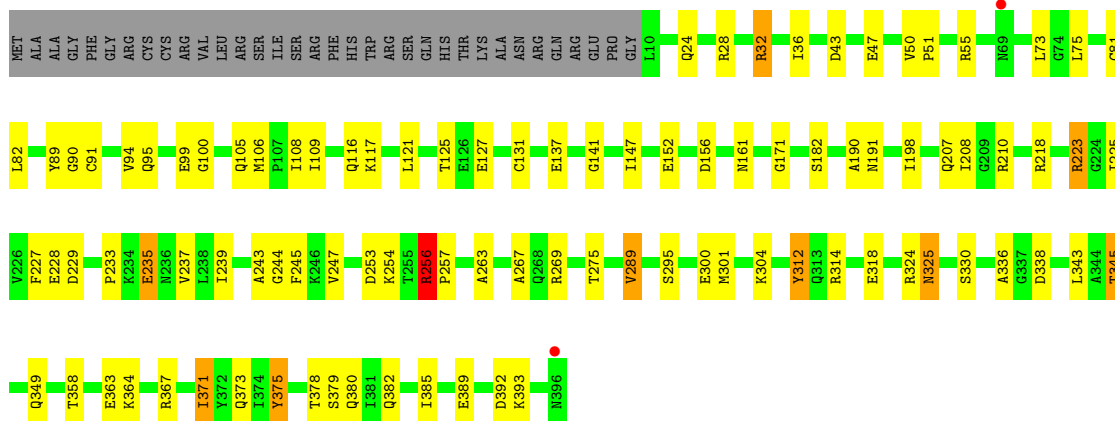 MET ALA ALA GLY PHE GLY ARG CYS CYS ARG VAL LEU ARG SER ILE SER ARG PHE HIS TRP ARG SER GLN HIS THR LYS ALA ASN ARG GLN ARG GLU PRO GLY L10 Q24 R28 R32 I36 D43 E47 V50 P51 R55 N69 L73 G74 L75
L82 Y89 G90 C91 V94 Q95 E99 G100 Q105 M106 P107 I108 I109 Q116 K117 L121 T125 E126 E127 C131 E137 G141 I147 E152 D156 N161 G171 S182 A190 N191 I198 Q207 I208 G209 R210 R218 R223 G224
V226 F227 E228 D229 P233 K234 E235 N236 V237 L238 I239 A243 G244 F245 K246 V247 D253 K254 T255 R256 P257 A263 A267 Q268 R269 T275 V289 S295 E300 M301 K304 Y312 Q313 R314 E318 R324 N325 S330 A336 G337 D338 L343 A344 T345
Q349 T358 E363 K364 R367 I371 Y372 Q373 I374 Y375 T378 S379 Q380 I381 Q382 I385 E389 D392 K393 N396